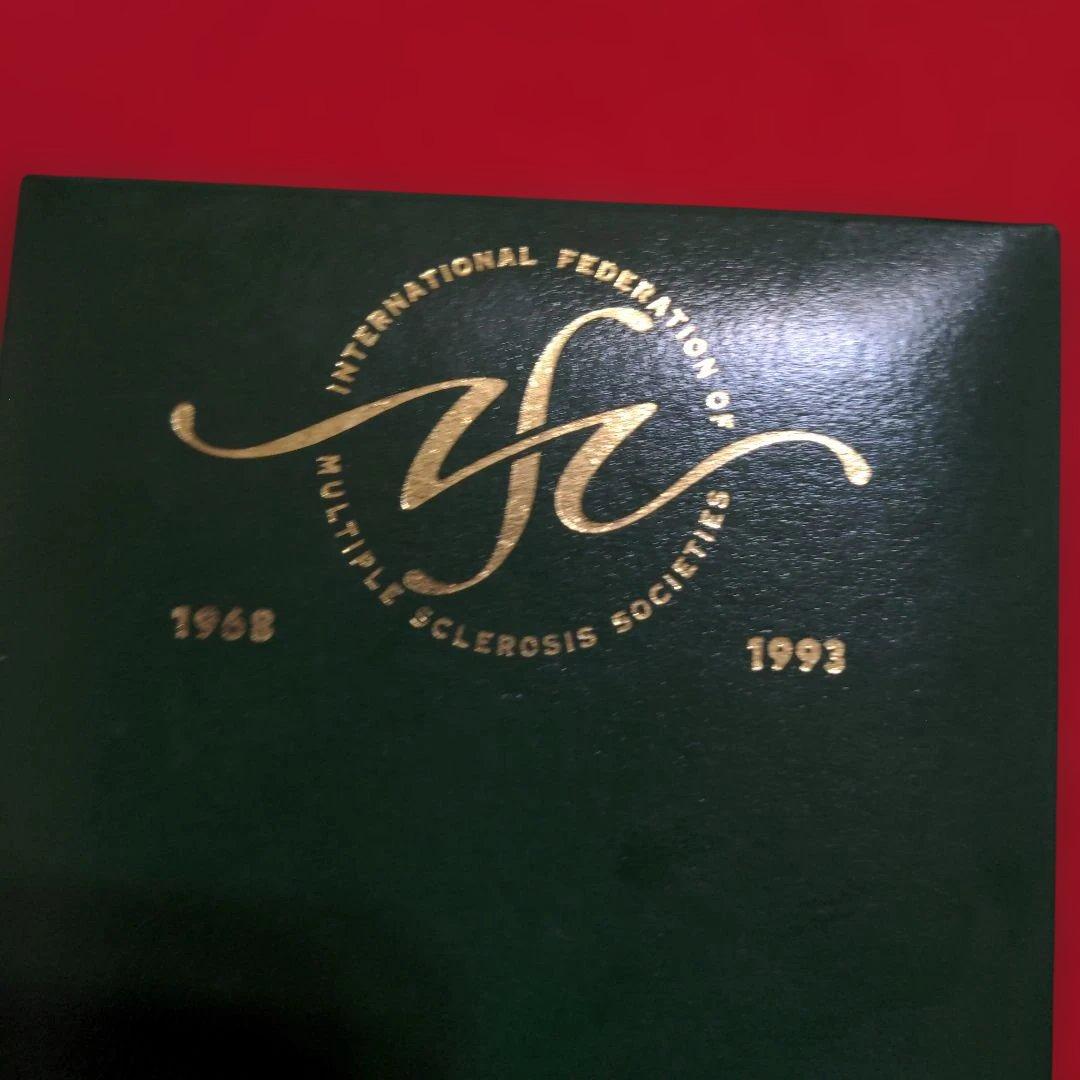 INTERNATIONAL FEDERATION OF
MULTIPLE SCLEROSIS SOCIETIES
1968
1993